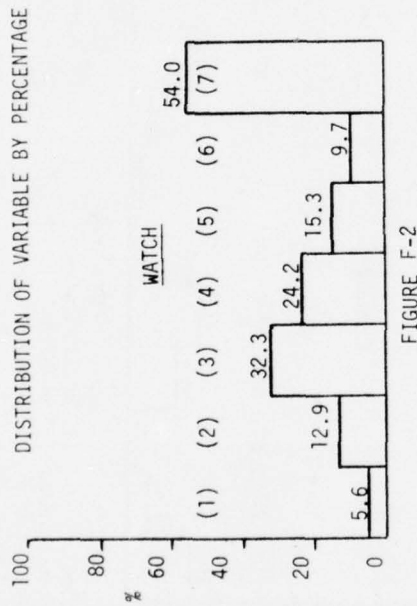 DISTRIBUTION OF VARIABLE BY PERCENTAGE
100
80
60
40
20
0
%
WATCH
(1) (2) (3) (4) (5) (6) (7)
5.6 12.9 32.3 24.2 15.3 9.7 54.0
FIGURE F-2